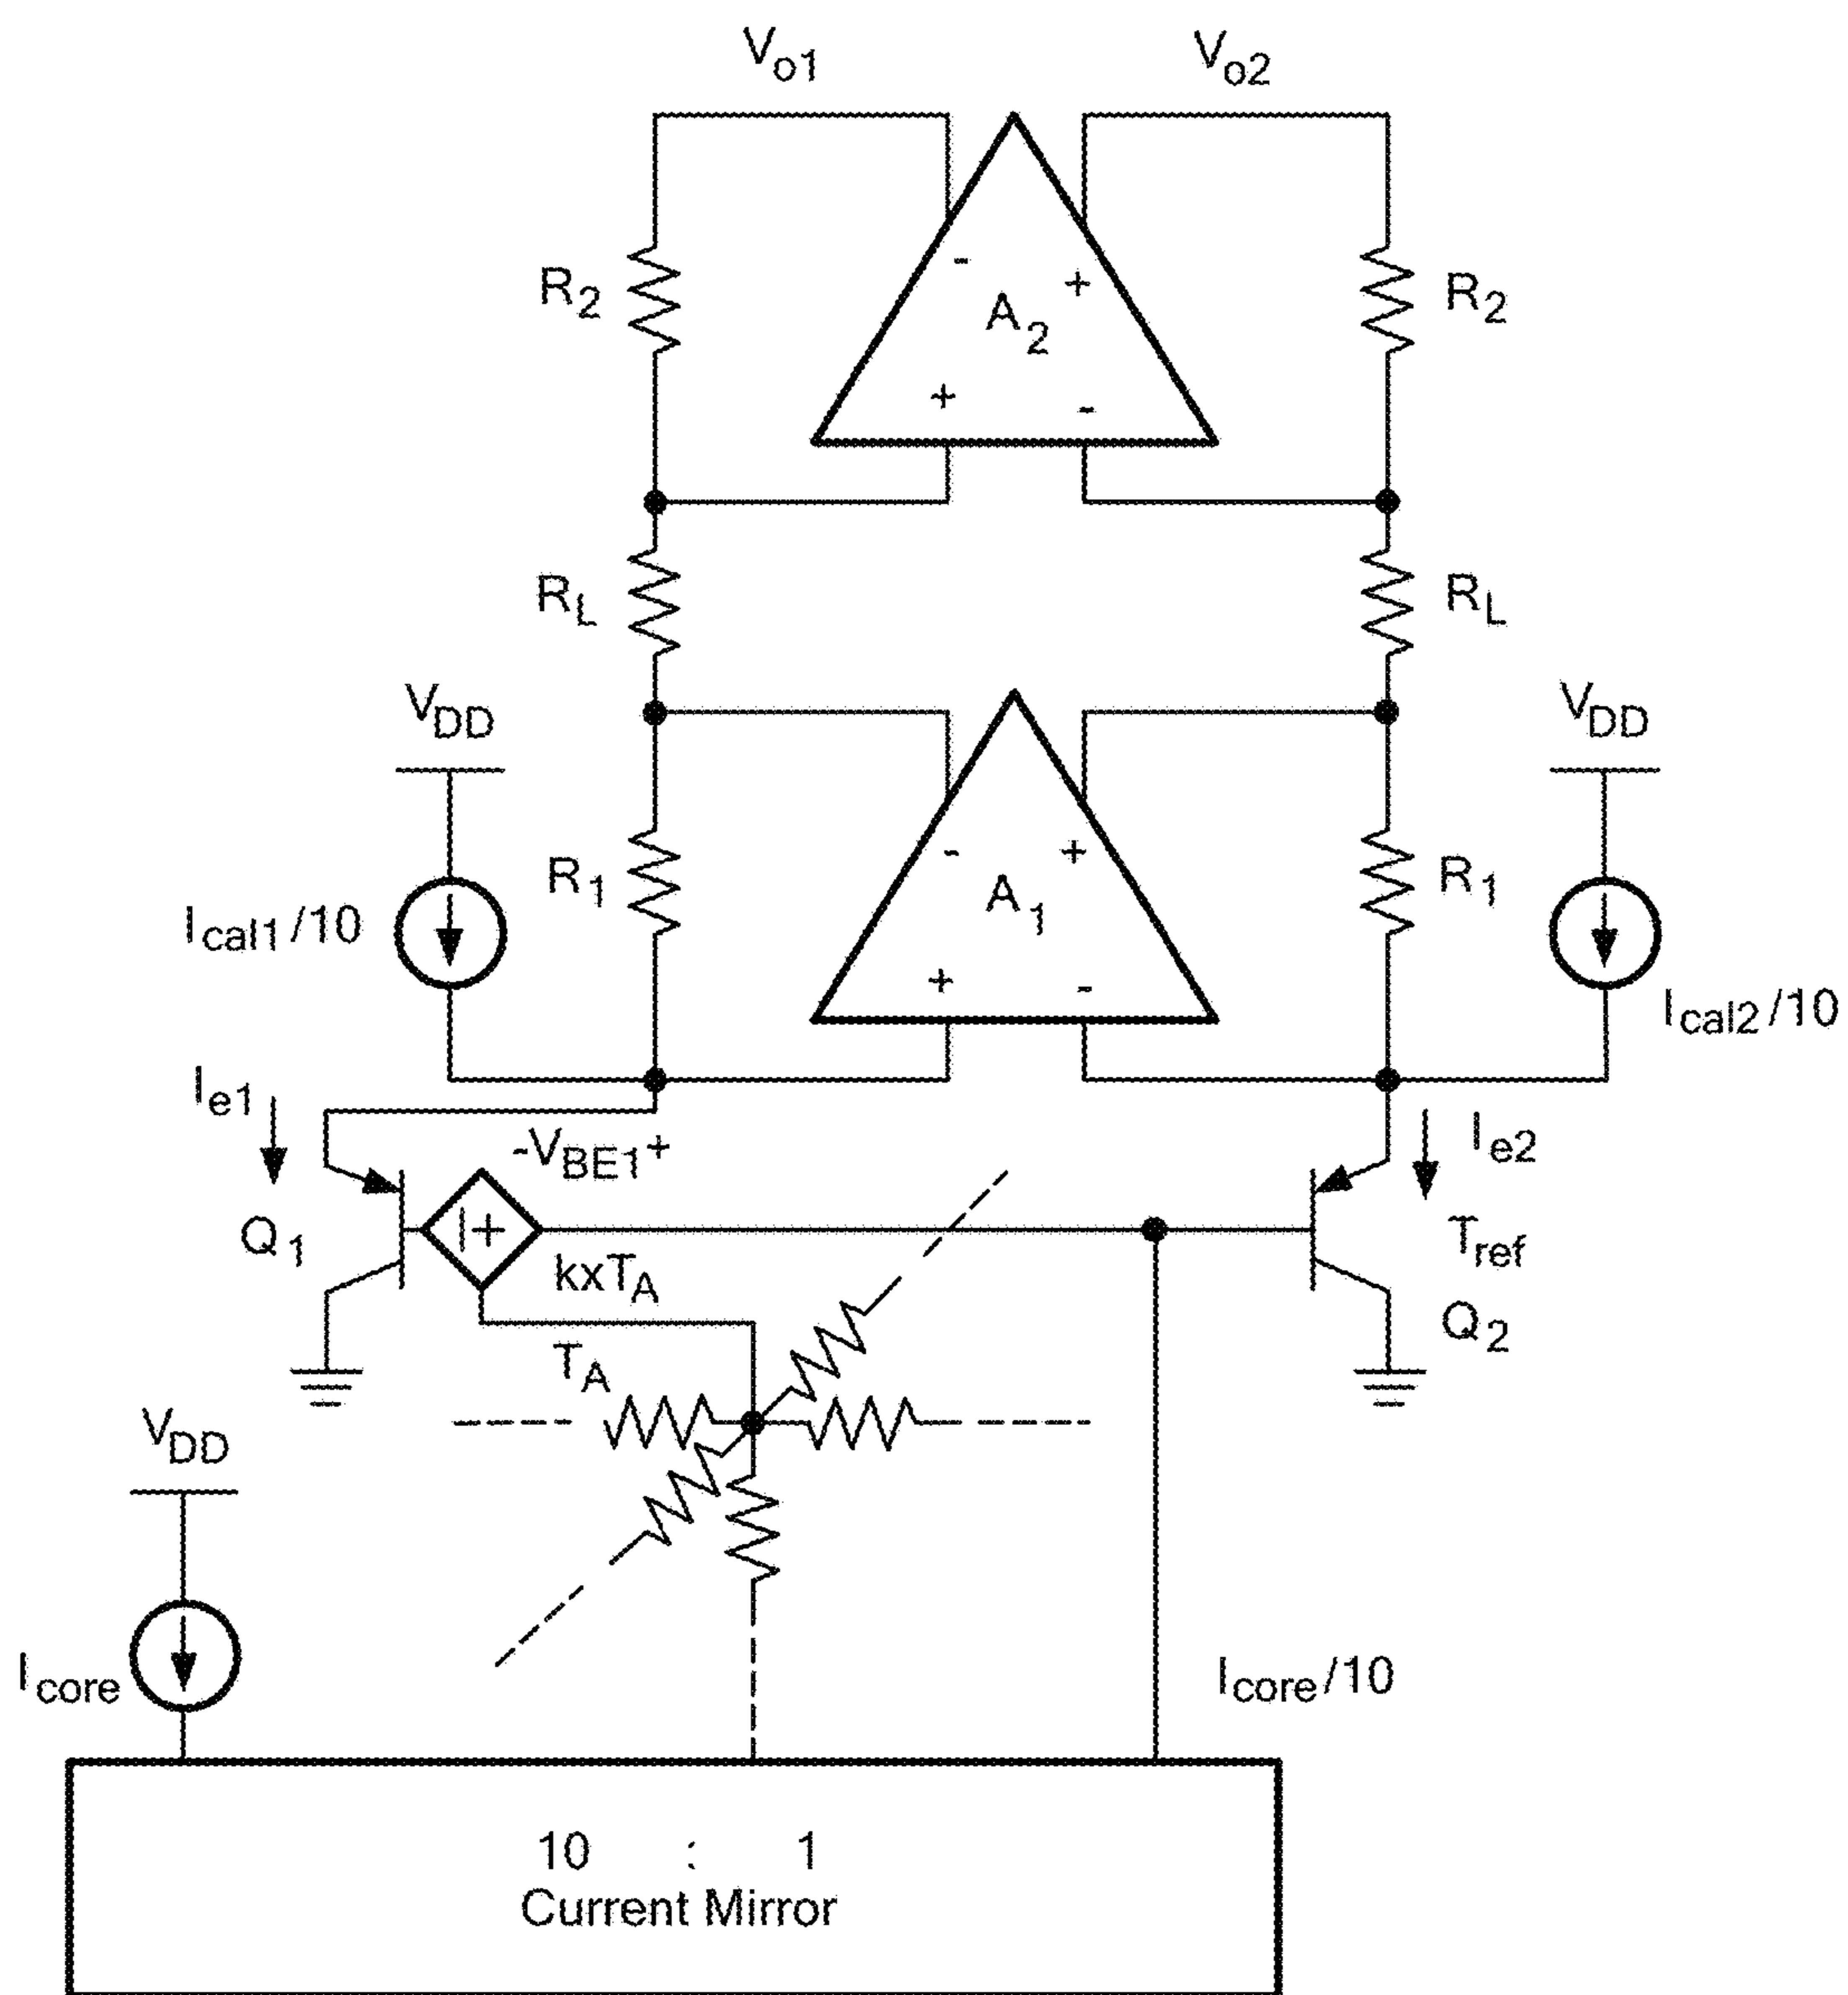 Vo1
Vo2
R2
-
+
R2
A2
+
-
RL
RL
VDD
VDD
R1
-
+
R1
A1
Ical1/10
+
-
Ical2/10
Ie1
-VBE1+
Ie2
Q1
|+
Tref
kxTA
Q2
TA
VDD
Icore
Icore/10
10 : 1
Current Mirror